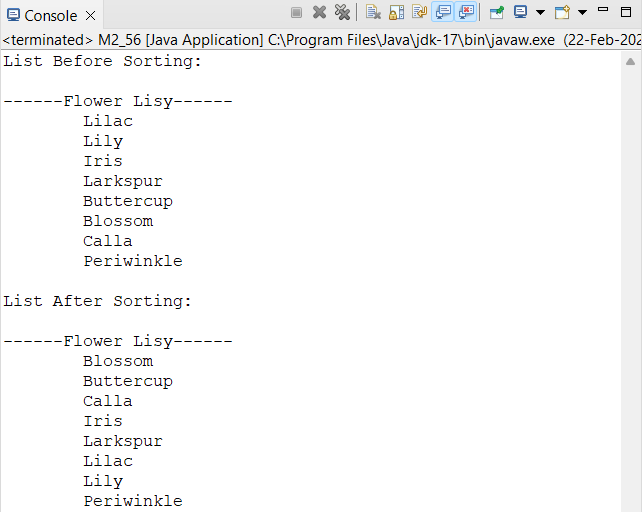 Console
<terminated> M2_56 [Java Application] C:\Program Files\Java\jdk-17\bin\javaw.exe (22-Feb-202
List Before Sorting:
------Flower Lisy------
Lilac
Lily
Iris
Larkspur
Buttercup
Blossom
Calla
Periwinkle
List After Sorting:
------Flower Lisy------
Blossom
Buttercup
Calla
Iris
Larkspur
Lilac
Lily
Periwinkle